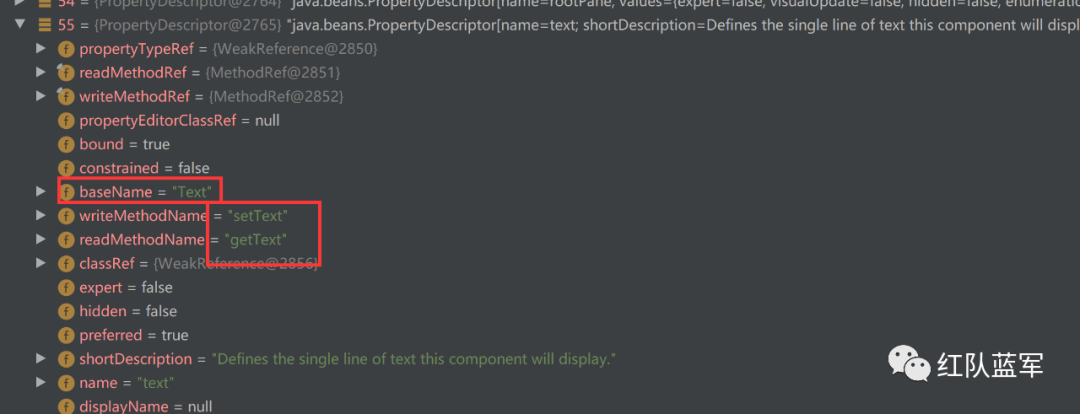 54 = {PropertyDescriptor@2764} "java.beans.PropertyDescriptor[name=rootPane, values={expert=false, visualUpdate=false, hidden=false, enumeratio
55 = {PropertyDescriptor@2765} "java.beans.PropertyDescriptor[name=text; shortDescription=Defines the single line of text this component will displ
propertyTypeRef = {WeakReference@2850}
readMethodRef = {MethodRef@2851}
writeMethodRef = {MethodRef@2852}
propertyEditorClassRef = null
bound = true
constrained = false
baseName = "Text"
writeMethodName = "setText"
readMethodName = "getText"
classRef = {WeakReference@2856}
expert = false
hidden = false
preferred = true
shortDescription = "Defines the single line of text this component will display."
name = "text"
displayName = null
红队蓝军